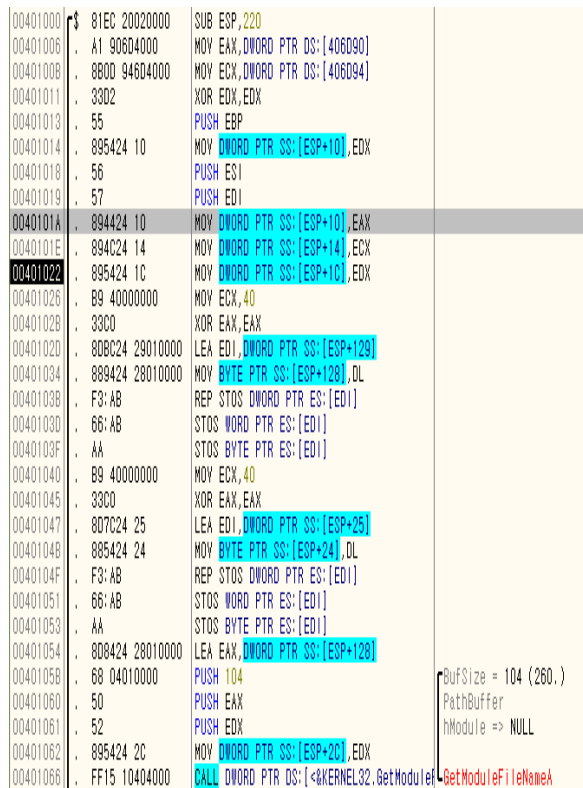 00401000 $ 81EC 20020000 SUB ESP,220
00401006 . A1 906D4000 MOV EAX,DWORD PTR DS:[406D90]
0040100B . 8B0D 946D4000 MOV ECX,DWORD PTR DS:[406D94]
00401011 . 33D2 XOR EDX,EDX
00401013 . 55 PUSH EBP
00401014 . 895424 10 MOV DWORD PTR SS:[ESP+10],EDX
00401018 . 56 PUSH ESI
00401019 . 57 PUSH EDI
0040101A . 894424 10 MOV DWORD PTR SS:[ESP+10],EAX
0040101E . 894C24 14 MOV DWORD PTR SS:[ESP+14],ECX
00401022 . 895424 1C MOV DWORD PTR SS:[ESP+1C],EDX
00401026 . B9 40000000 MOV ECX,40
0040102B . 33C0 XOR EAX,EAX
0040102D . 8DBC24 29010000 LEA EDI,DWORD PTR SS:[ESP+129]
00401034 . 889424 28010000 MOV BYTE PTR SS:[ESP+128],DL
0040103B . F3:AB REP STOS DWORD PTR ES:[EDI]
0040103D . 66:AB STOS WORD PTR ES:[EDI]
0040103F . AA STOS BYTE PTR ES:[EDI]
00401040 . B9 40000000 MOV ECX,40
00401045 . 33C0 XOR EAX,EAX
00401047 . 8D7C24 25 LEA EDI,DWORD PTR SS:[ESP+25]
0040104B . 885424 24 MOV BYTE PTR SS:[ESP+24],DL
0040104F . F3:AB REP STOS DWORD PTR ES:[EDI]
00401051 . 66:AB STOS WORD PTR ES:[EDI]
00401053 . AA STOS BYTE PTR ES:[EDI]
00401054 . 8D8424 28010000 LEA EAX,DWORD PTR SS:[ESP+128]
0040105B . 68 04010000 PUSH 104 BufSize = 104 (260.)
00401060 . 50 PUSH EAX PathBuffer
00401061 . 52 PUSH EDX hModule => NULL
00401062 . 895424 2C MOV DWORD PTR SS:[ESP+2C],EDX
00401066 . FF15 10404000 CALL DWORD PTR DS:[<&KERNEL32.GetModuleF GetModuleFileNameA